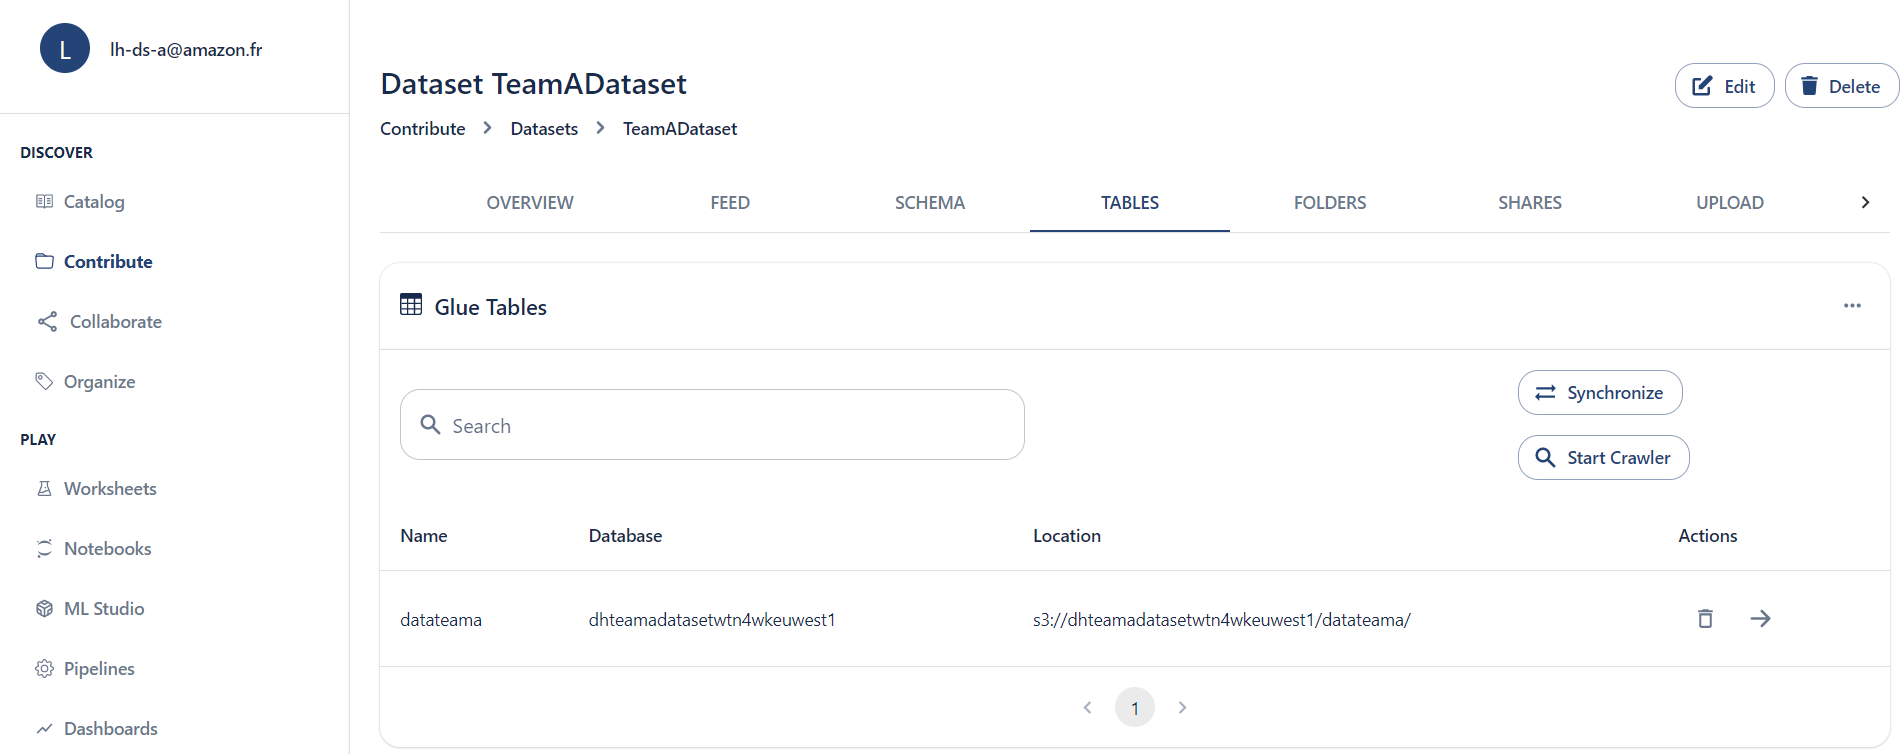 L
lh-ds-a@amazon.fr
DISCOVER
Catalog
Contribute
Collaborate
Organize
PLAY
Worksheets
Notebooks
ML Studio
Pipelines
Dashboards
Dataset TeamADataset
Edit
Delete
Contribute > Datasets > TeamADataset
OVERVIEW FEED SCHEMA TABLES FOLDERS SHARES UPLOAD
Glue Tables
Search
Synchronize
Start Crawler
Name Database Location Actions
datateama dhteamadatasetwtn4wkeuwest1 s3://dhteamadatasetwtn4wkeuwest1/datateama/
1